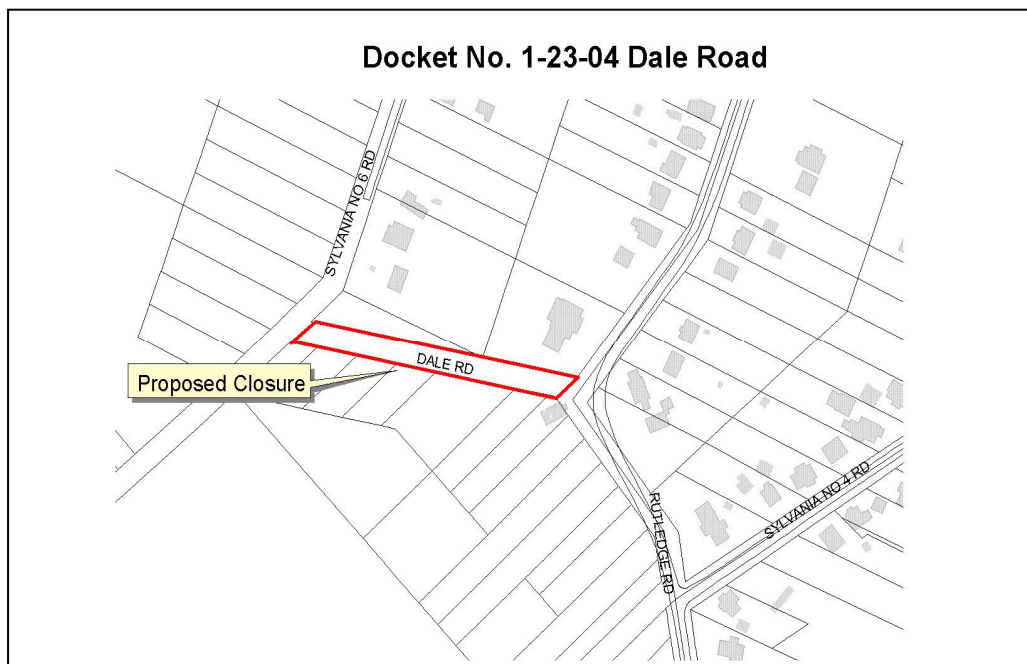 Docket No. 1-23-04 Dale Road
SYLVANIA NO 6 RD
DALE RD
Proposed Closure
RUTLEDGE RD
SYLVANIA NO 4 RD